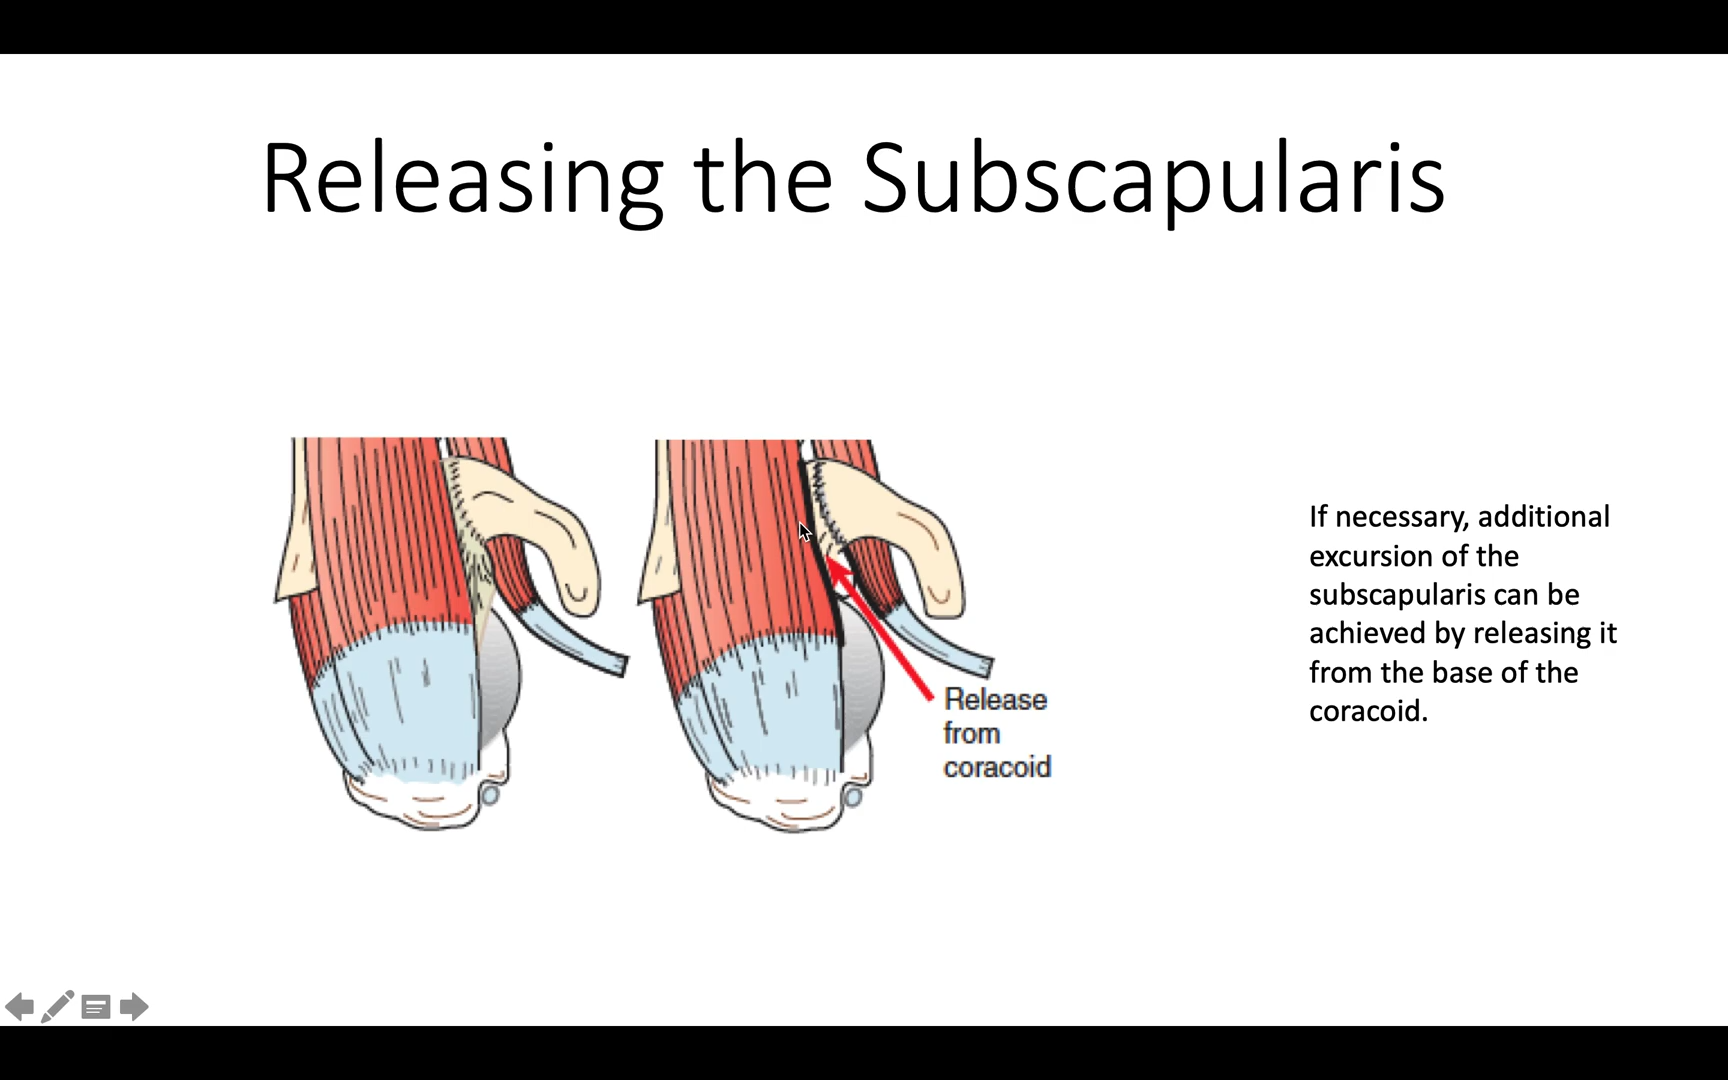 Releasing the Subscapularis
Release
from
coracoid
If necessary, additional
excursion of the
subscapularis can be
achieved by releasing it
from the base of the
coracoid.